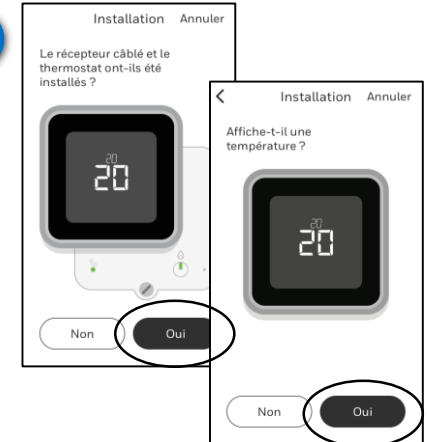 Installation Annuler
Le récepteur câblé et le
thermostat ont-ils été
installés ?
20
20
Non Oui
Installation Annuler
Affiche-t-il une
température ?
20
20
Non Oui